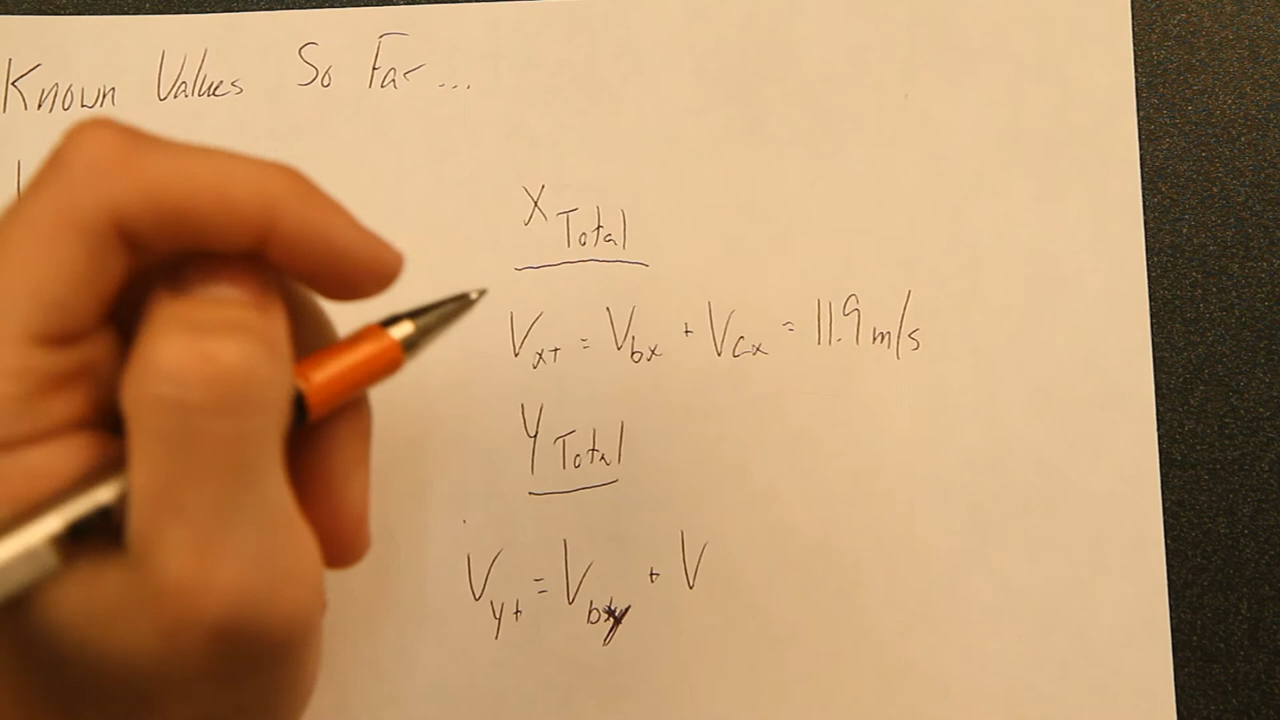 Known Values So Far...
X Total
Vxt = Vbx + Vcx = 11.9 m/s
Y Total
Vyt = Vby + V